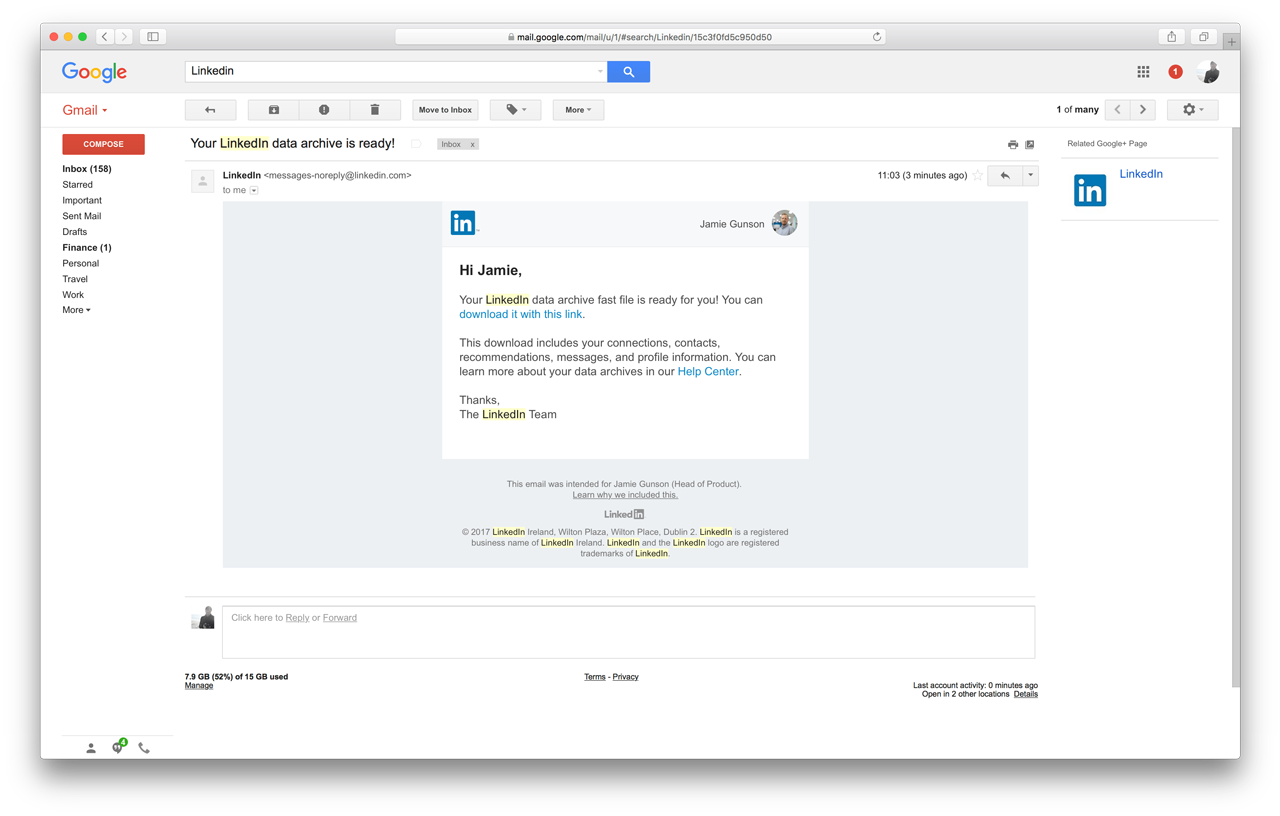 mail.google.com/mail/u/1/#search/Linkedin/15c3f0fd5c950d50
Google
Linkedin
1
Gmail
Move to Inbox
More
1 of many
COMPOSE
Your LinkedIn data archive is ready!
Inbox x
Related Google+ Page
Inbox (158)
Starred
Important
Sent Mail
Drafts
Finance (1)
Personal
Travel
Work
More
LinkedIn <messages-noreply@linkedin.com>
to me
11:03 (3 minutes ago)
in
LinkedIn
in
Jamie Gunson
Hi Jamie,
Your LinkedIn data archive fast file is ready for you! You can
download it with this link.
This download includes your connections, contacts,
recommendations, messages, and profile information. You can
learn more about your data archives in our Help Center.
Thanks,
The LinkedIn Team
This email was intended for Jamie Gunson (Head of Product).
Learn why we included this.
Linked in
© 2017 LinkedIn Ireland, Wilton Plaza, Wilton Place, Dublin 2. LinkedIn is a registered
business name of LinkedIn Ireland. LinkedIn and the LinkedIn logo are registered
trademarks of LinkedIn.
Click here to Reply or Forward
7.9 GB (52%) of 15 GB used
Manage
Terms - Privacy
Last account activity: 0 minutes ago
Open in 2 other locations Details
4